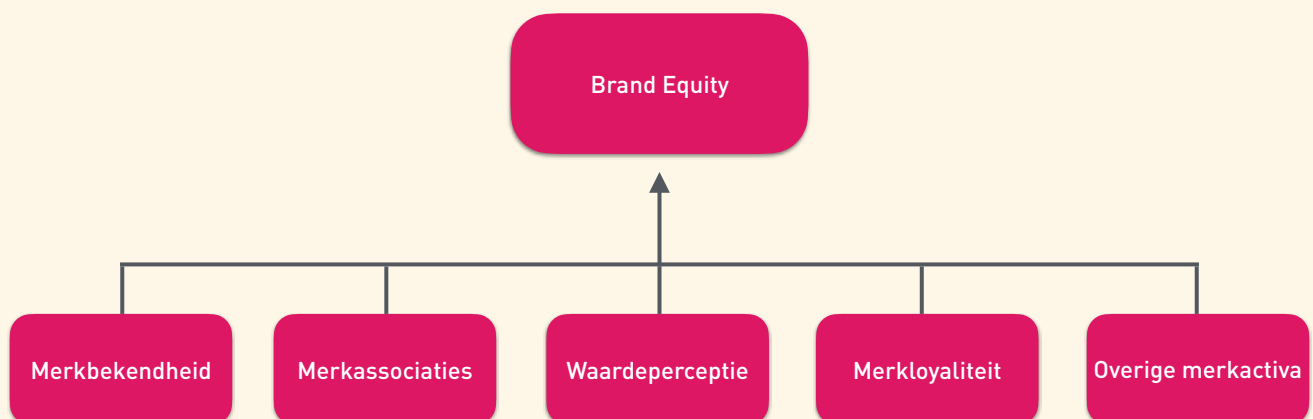 Brand Equity
Merkbekendheid
Merkassociaties
Waardeperceptie
Merkloyaliteit
Overige merkactiva